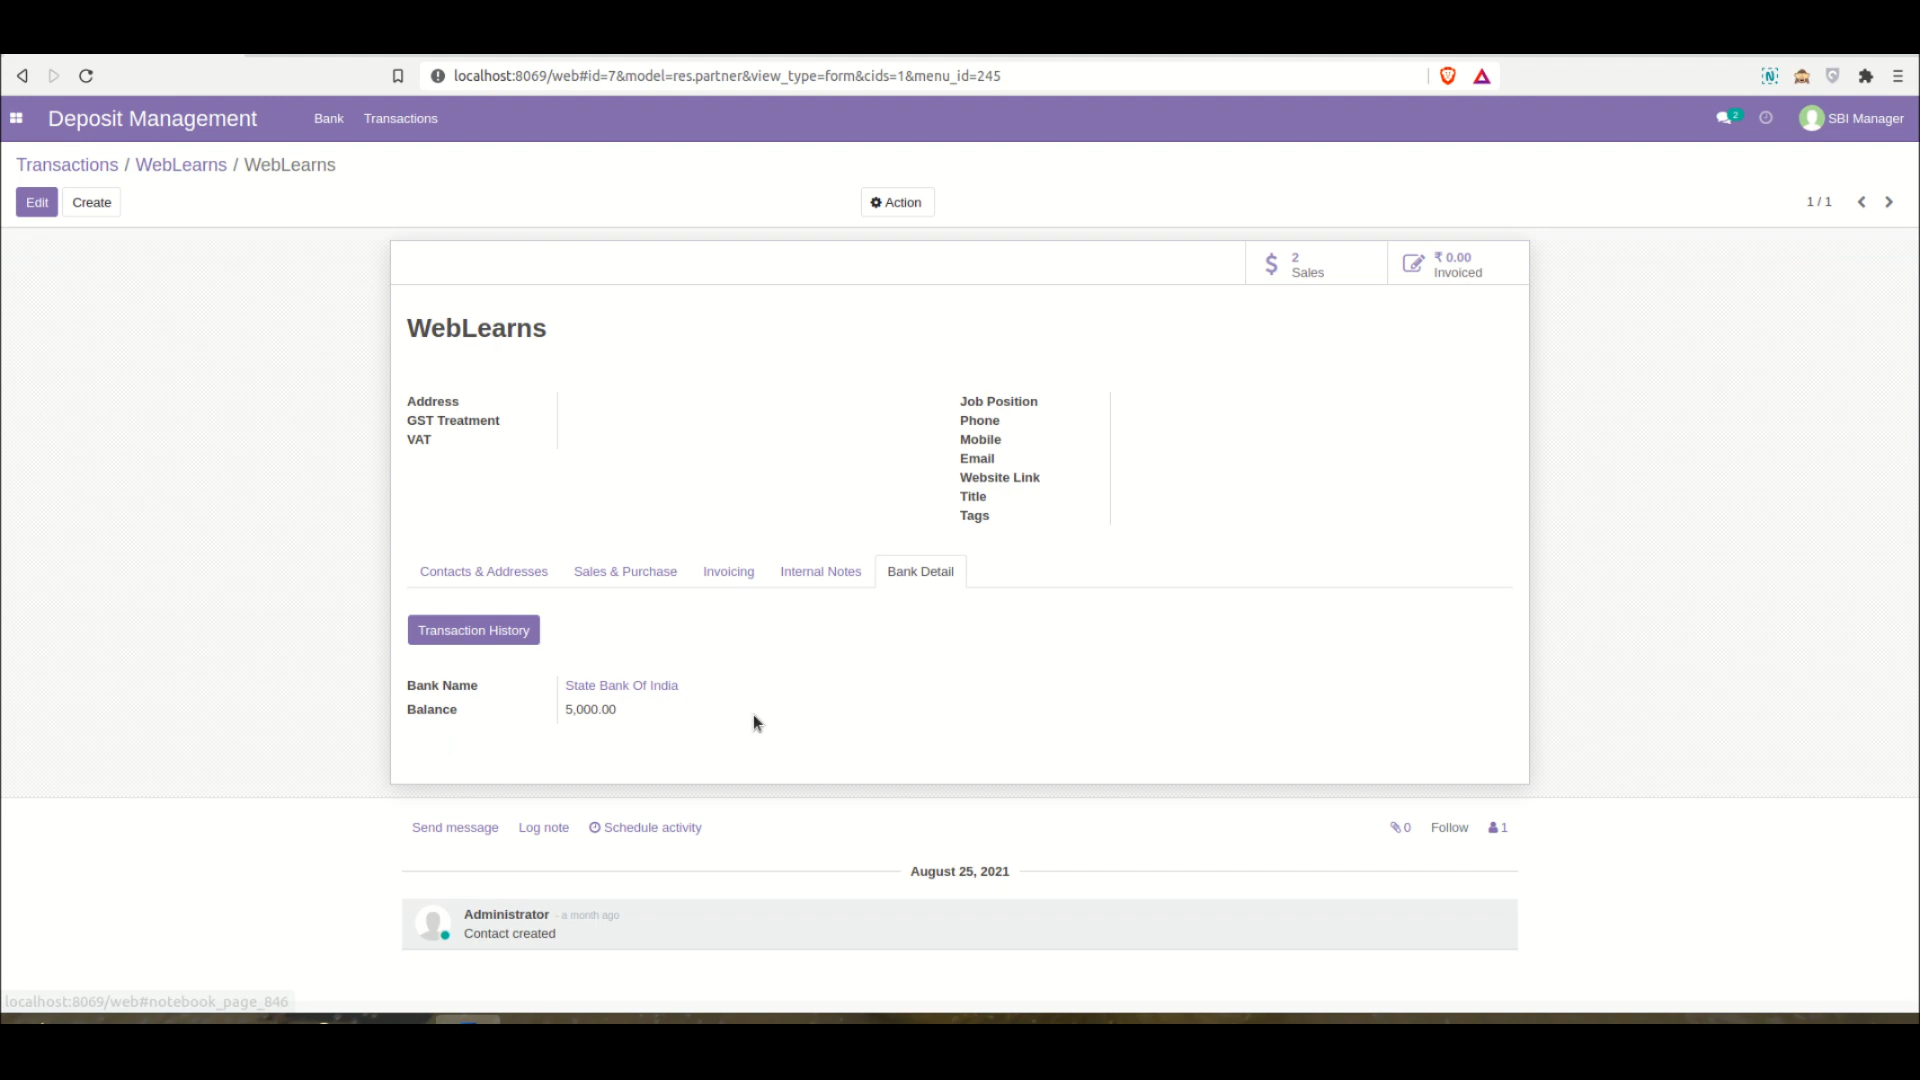 localhost:8069/web#id=7&model=res.partner&view_type=form&cids=1&menu_id=245
Deposit Management Bank Transactions 2 SBI Manager
Transactions / WebLearns / WebLearns
Edit Create Action 1 / 1
2
Sales
₹ 0.00
Invoiced
WebLearns
Address
GST Treatment
VAT
Job Position
Phone
Mobile
Email
Website Link
Title
Tags
Contacts & Addresses Sales & Purchase Invoicing Internal Notes Bank Detail
Transaction History
Bank Name State Bank Of India
Balance 5,000.00
Send message Log note Schedule activity 0 Follow 1
August 25, 2021
Administrator - a month ago
Contact created
localhost:8069/web#notebook_page_846